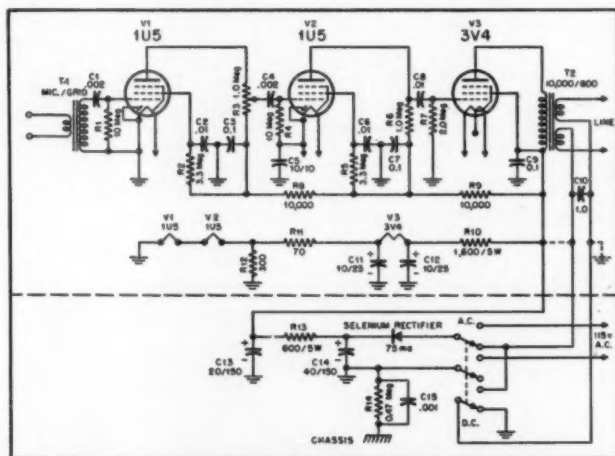 V1
1U5
V2
1U5
V3
3V4
T-1
MIC./GRID
C1
.002
R1
10 Meg
C2
.01
C3
0.1
R2
3.3 Meg
R3 1.0 Meg
C4
.002
10 Meg
R4
C5
10/10
C6
.01
R5
3.3 Meg
R6
1.0 Meg
C7
0.1
C8
.01
R7
2.0 Meg
C9
0.1
T2
10,000/600
LINE
C10
1.0
R8
10,000
R9
10,000
V1
1U5
V2
1U5
R11
70
V3
3V4
R10
1,600/5W
R12
300
C11
10/25
C12
10/25
R13
600/5W
SELENIUM RECTIFIER
75 ma
A.C.
115v
A.C.
C13
20/150
C14
40/150
R14
0.47 Meg
C15
.001
D.C.
CHASSIS